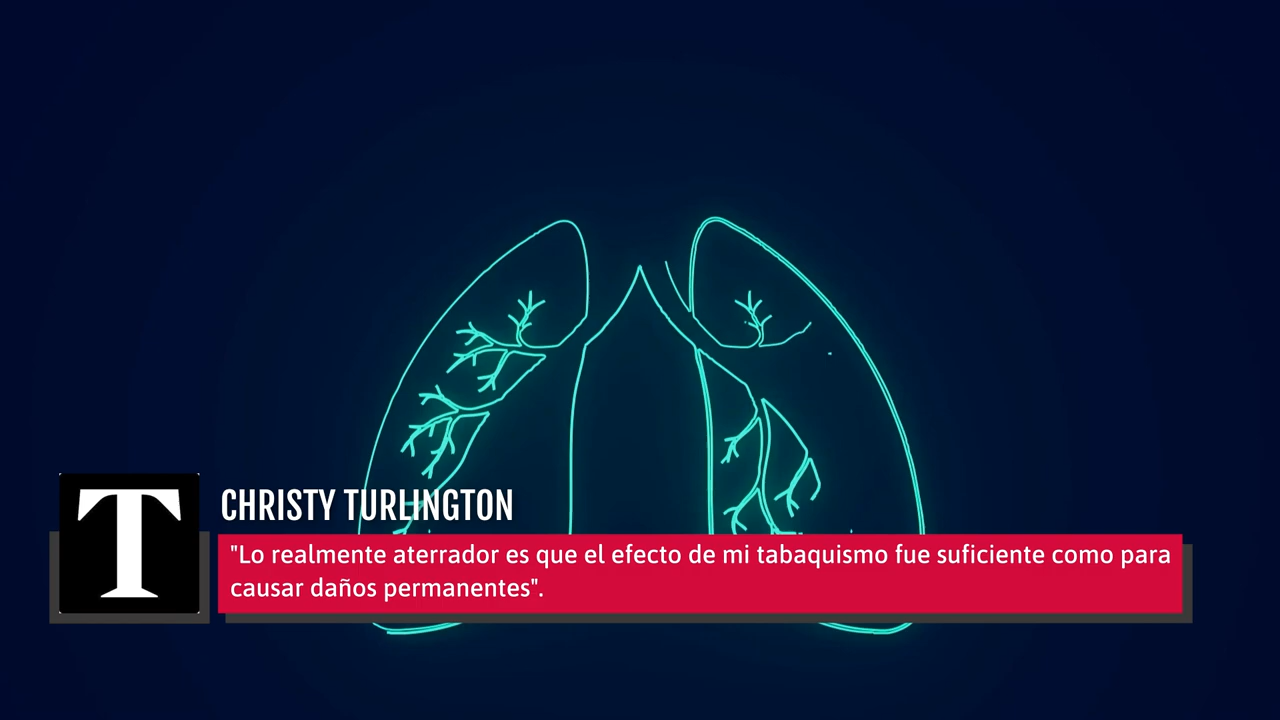 T
CHRISTY TURLINGTON
"Lo realmente aterrador es que el efecto de mi tabaquismo fue suficiente como para
causar daños permanentes".